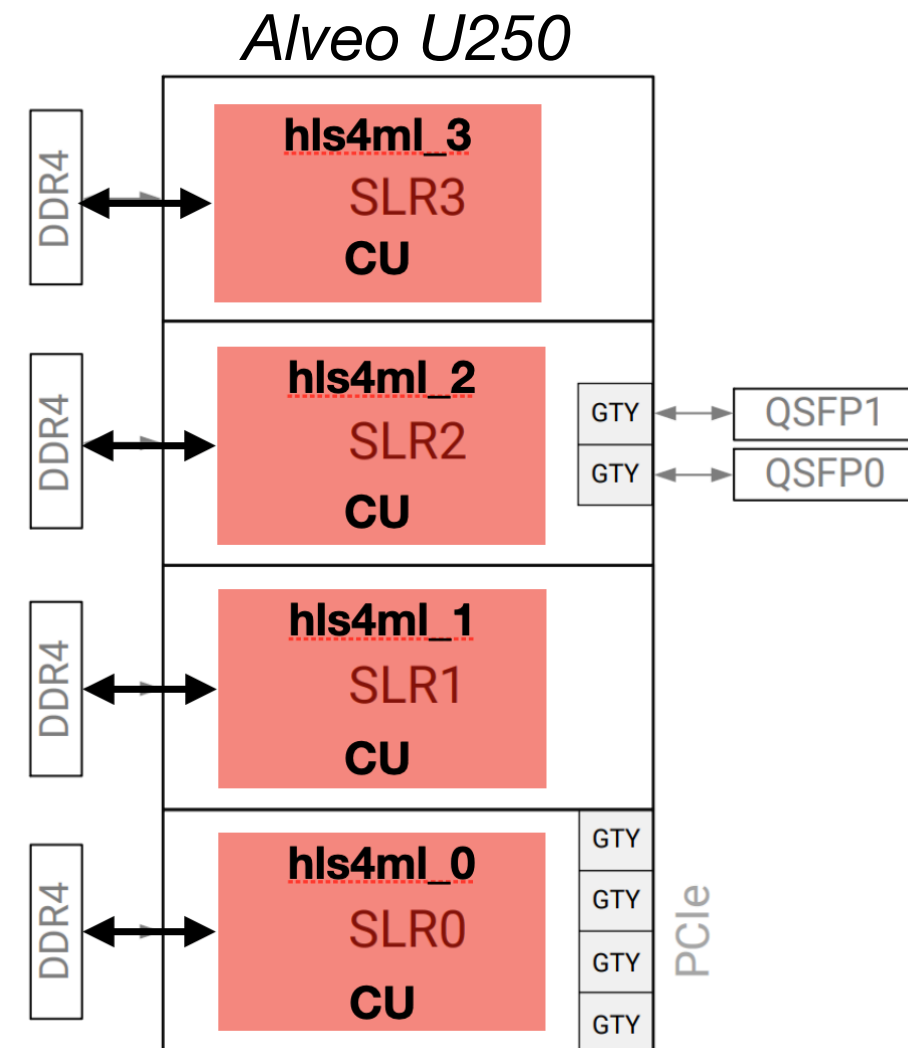 Alveo U250
DDR4
hls4ml_3
SLR3
CU
DDR4
hls4ml_2
SLR2
CU
GTY
QSFP1
GTY
QSFP0
DDR4
hls4ml_1
SLR1
CU
DDR4
hls4ml_0
SLR0
CU
GTY
GTY
GTY
GTY
PCIe